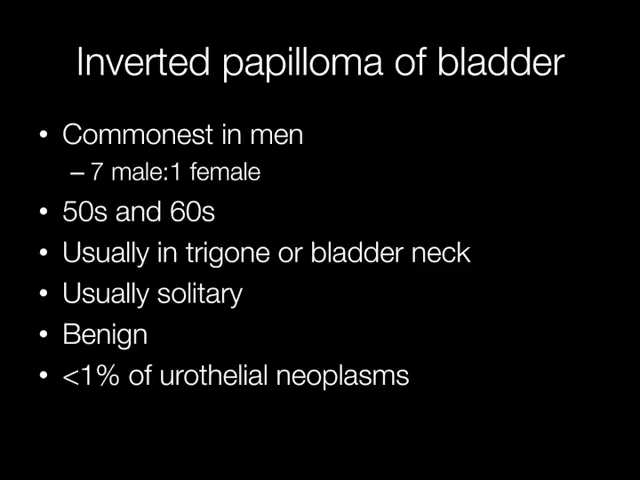 Inverted papilloma of bladder
• Commonest in men
– 7 male:1 female
• 50s and 60s
• Usually in trigone or bladder neck
• Usually solitary
• Benign
• <1% of urothelial neoplasms